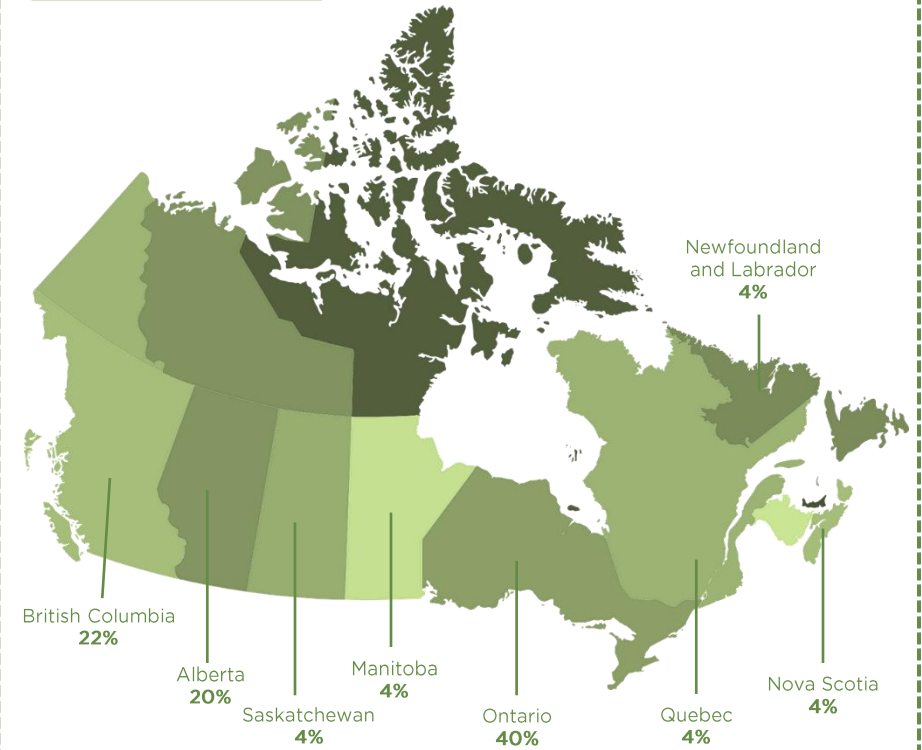 Newfoundland
and Labrador
4%
British Columbia
22%
Alberta
20%
Saskatchewan
4%
Manitoba
4%
Ontario
40%
Quebec
4%
Nova Scotia
4%